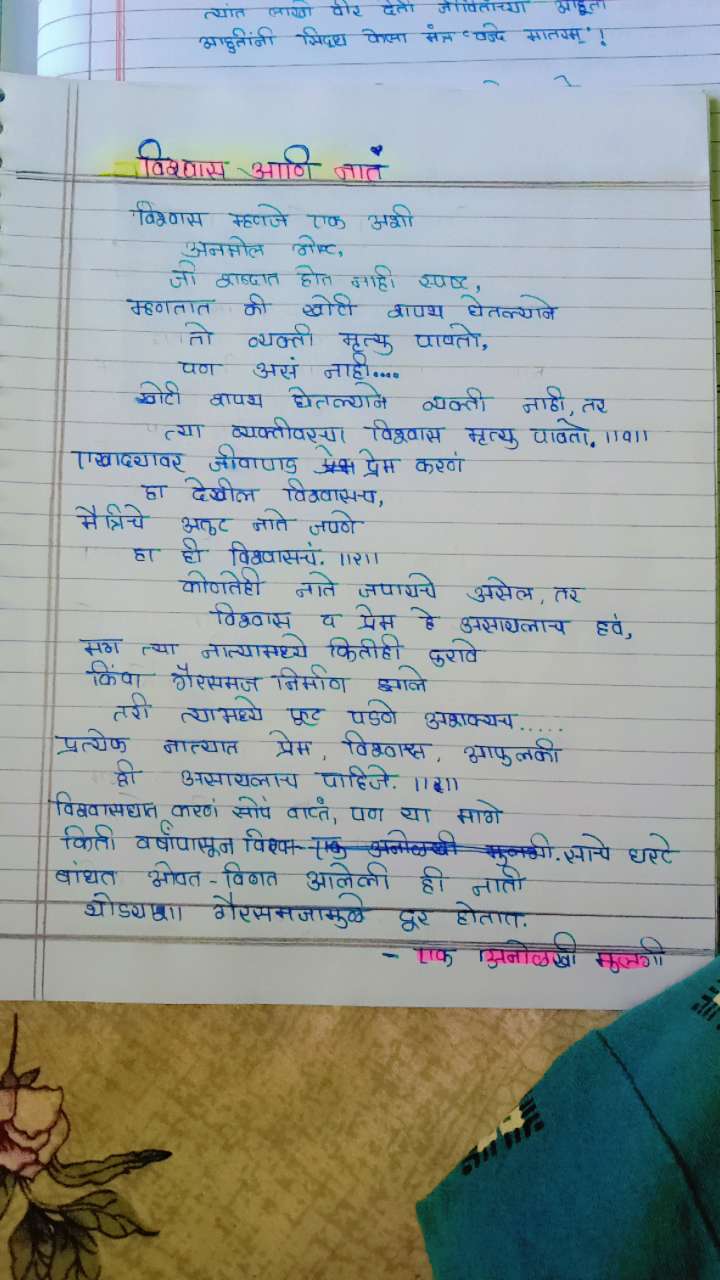 त्यांत लाखो वीर देती जीविताच्या आहुती
आहुतींनी सिद्ध केला मंत्र 'वन्दे मातरम्' !
विश्वास आणि नातं
विश्वास म्हणजे एक अशी
अनमोल गोष्ट,
जी शब्दात होत नाही स्पष्ट,
म्हणतात की खोटी शपथ घेतल्याने
तो व्यक्ती मृत्यु पावतो,
पण असं नाही....
खोटी शपथ घेतल्याने व्यक्ती नाही, तर
त्या व्यक्तीवरचा विश्वास मृत्यु पावतो. ।।१।।
एखाद्यावर जीवापाड प्रेम करणं
हा देखील विश्वासच,
मैत्रिचे अतुट नाते जपणे
हा ही विश्वासचं. ।।२।।
कोणतेही नाते जपायचे असेल, तर
विश्वास व प्रेम हे असायलाच हवं,
मग त्या नात्यामध्ये कितीही दुरावे
किंवा गैरसमज निर्माण झाले
तरी त्यामध्ये फूट पडणे अशक्यच.....
प्रत्येक नात्यात प्रेम, विश्वास, आपुलकी
ही असायलाच पाहिजे. ।।३।।
विश्वासघात करणं सोपं वाटतं, पण या मागे
किती वर्षांपासून विश्वा- एक अनोळखी मुलगी. साचे धरटे
बांधत ओवत-विणत आलेली ही नाती
थोड्याशा गैरसमजामुळे दूर होतात.
- एक अनोळखी मुलगी